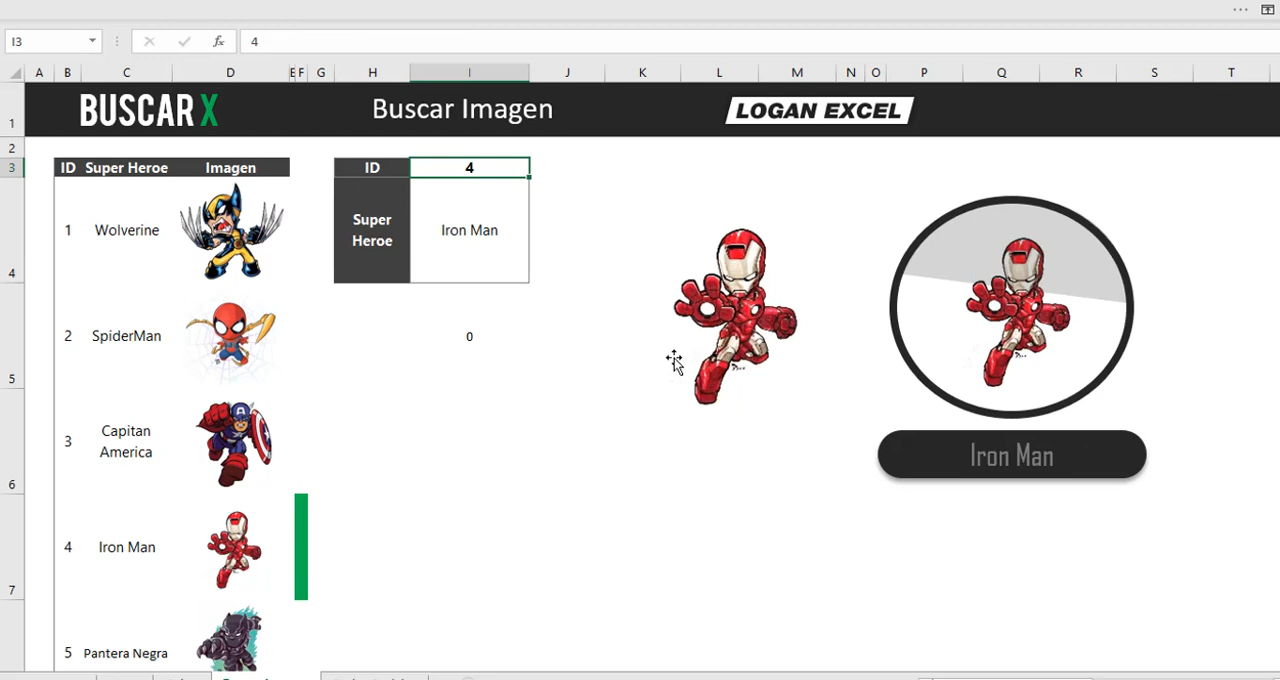 I3
fx 4
A B C D E F G H I J K L M N O P Q R S T
1
BUSCAR X
Buscar Imagen
LOGAN EXCEL
2
3
ID Super Heroe Imagen
ID 4
1 Wolverine
Super
Heroe
Iron Man
4
2 SpiderMan
0
5
3
Capitan
America
Iron Man
6
4 Iron Man
7
5 Pantera Negra